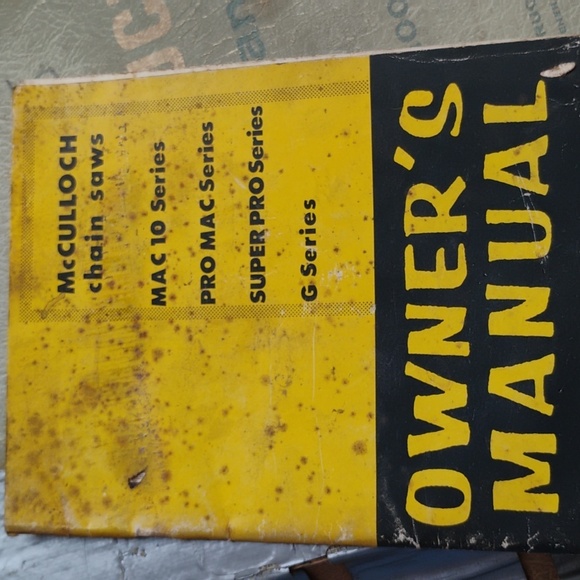 McCULLOCH
chain saws
MAC 10 Series
PRO MAC Series
SUPER PRO Series
G Series
OWNER'S
MANUAL